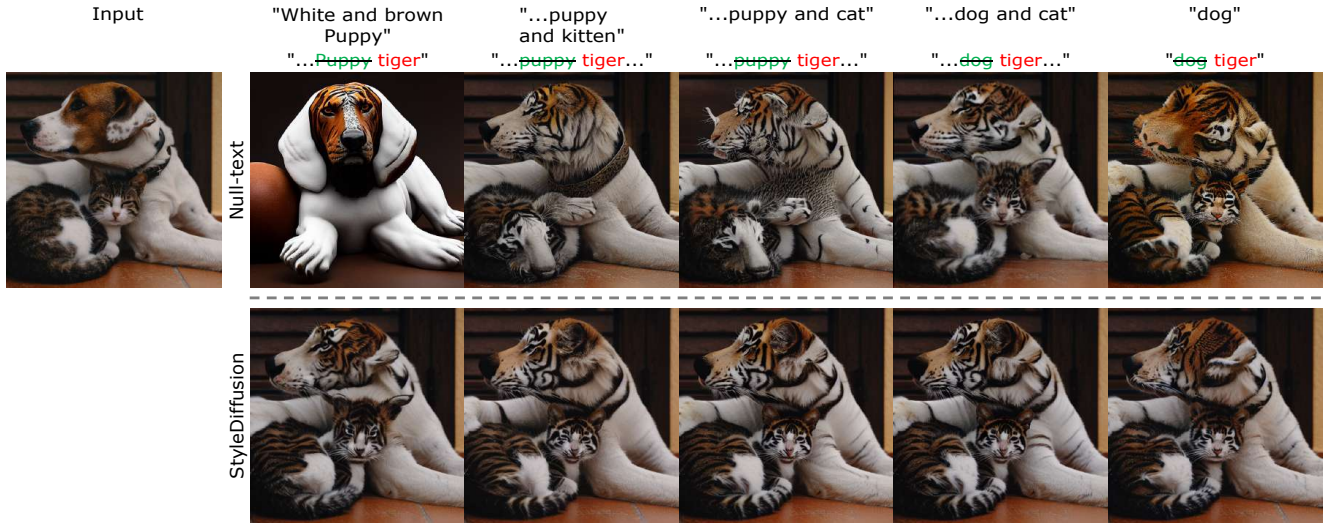 Input
"White and brown
Puppy"
"...Puppy tiger"
"...puppy
and kitten"
"...puppy tiger..."
"...puppy and cat"
"...puppy tiger..."
"...dog and cat"
"...dog tiger..."
"dog"
"dog tiger"
Null-text
StyleDiffusion